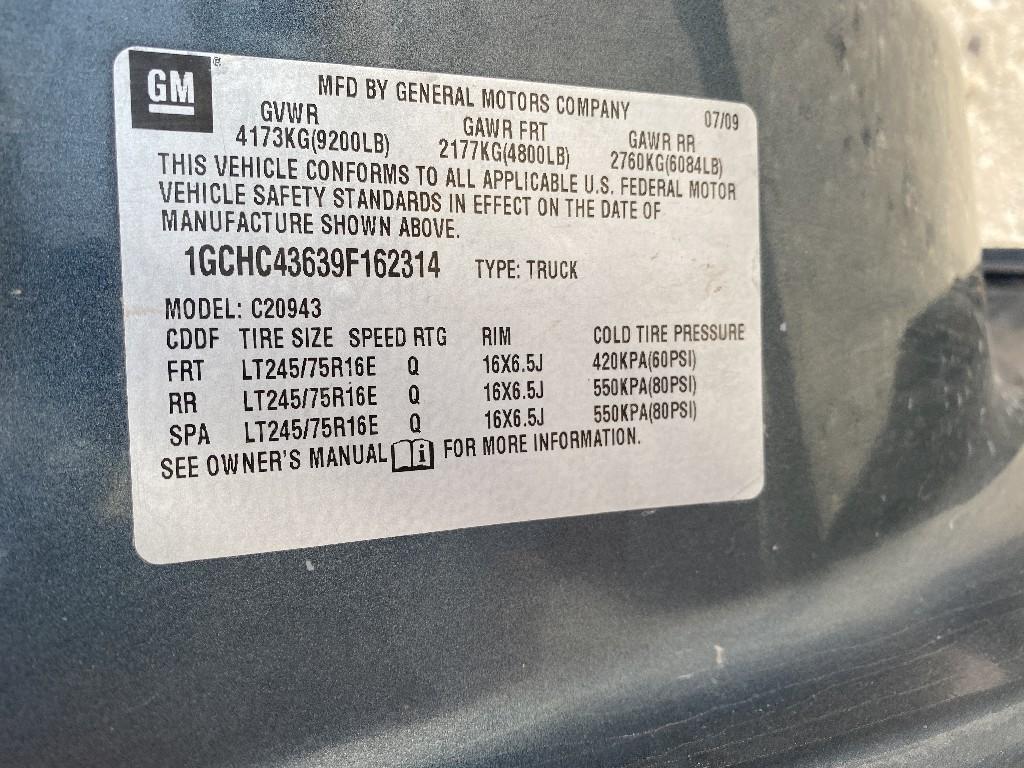 GM®
MFD BY GENERAL MOTORS COMPANY 07/09
GVWR GAWR FRT GAWR RR
4173KG(9200LB) 2177KG(4800LB) 2760KG(6084LB)
THIS VEHICLE CONFORMS TO ALL APPLICABLE U.S. FEDERAL MOTOR
VEHICLE SAFETY STANDARDS IN EFFECT ON THE DATE OF
MANUFACTURE SHOWN ABOVE.
1GCHC43639F162314 TYPE: TRUCK
MODEL: C20943
CDDF TIRE SIZE SPEED RTG RIM COLD TIRE PRESSURE
FRT LT245/75R16E Q 16X6.5J 420KPA(60PSI)
RR LT245/75R16E Q 16X6.5J 550KPA(80PSI)
SPA LT245/75R16E Q 16X6.5J 550KPA(80PSI)
SEE OWNER'S MANUAL i FOR MORE INFORMATION.